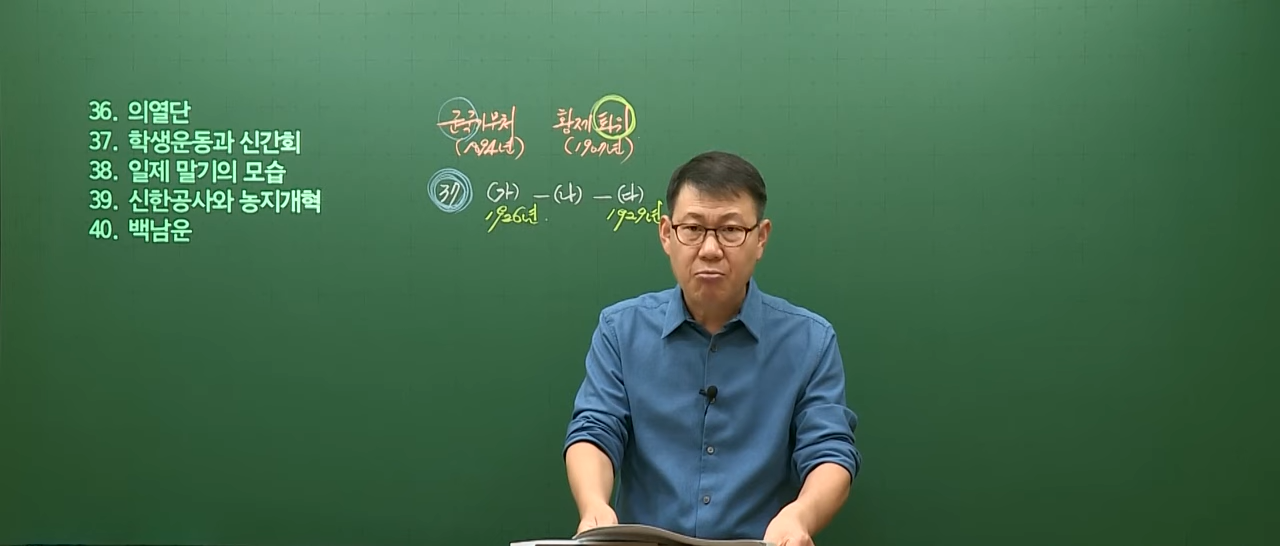 36. 의열단
37. 학생운동과 신간회
38. 일제 말기의 모습
39. 신한공사와 농지개혁
40. 백남운
군국기무처 황제 퇴위
(1894년) (1907년)
37 (가) – (나) – (다)
1926년. 1929년